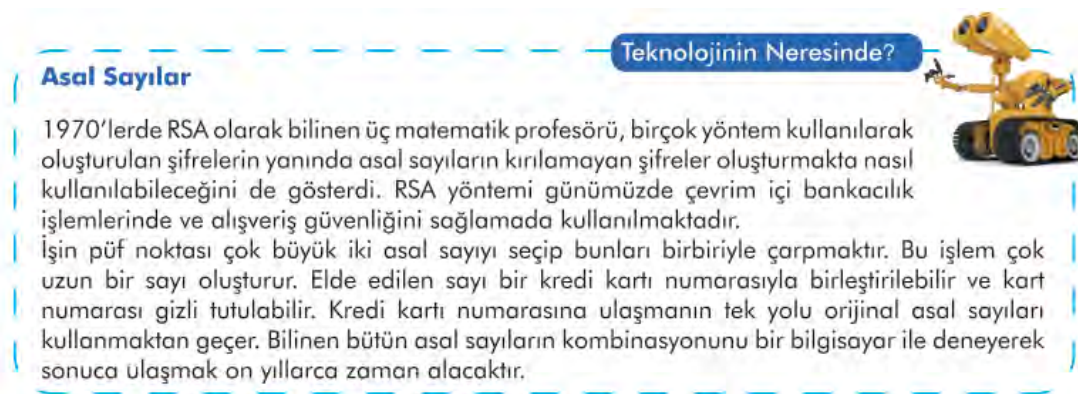 Teknolojinin Neresinde?
Asal Sayılar
1970'lerde RSA olarak bilinen üç matematik profesörü, birçok yöntem kullanılarak
oluşturulan şifrelerin yanında asal sayıların kırılamayan şifreler oluşturmakta nasıl
kullanılabileceğini de gösterdi. RSA yöntemi günümüzde çevrim içi bankacılık
işlemlerinde ve alışveriş güvenliğini sağlamada kullanılmaktadır.
İşin püf noktası çok büyük iki asal sayıyı seçip bunları birbiriyle çarpmaktır. Bu işlem çok
uzun bir sayı oluşturur. Elde edilen sayı bir kredi kartı numarasıyla birleştirilebilir ve kart
numarası gizli tutulabilir. Kredi kartı numarasına ulaşmanın tek yolu orijinal asal sayıları
kullanmaktan geçer. Bilinen bütün asal sayıların kombinasyonunu bir bilgisayar ile deneyerek
sonuca ulaşmak on yıllarca zaman alacaktır.